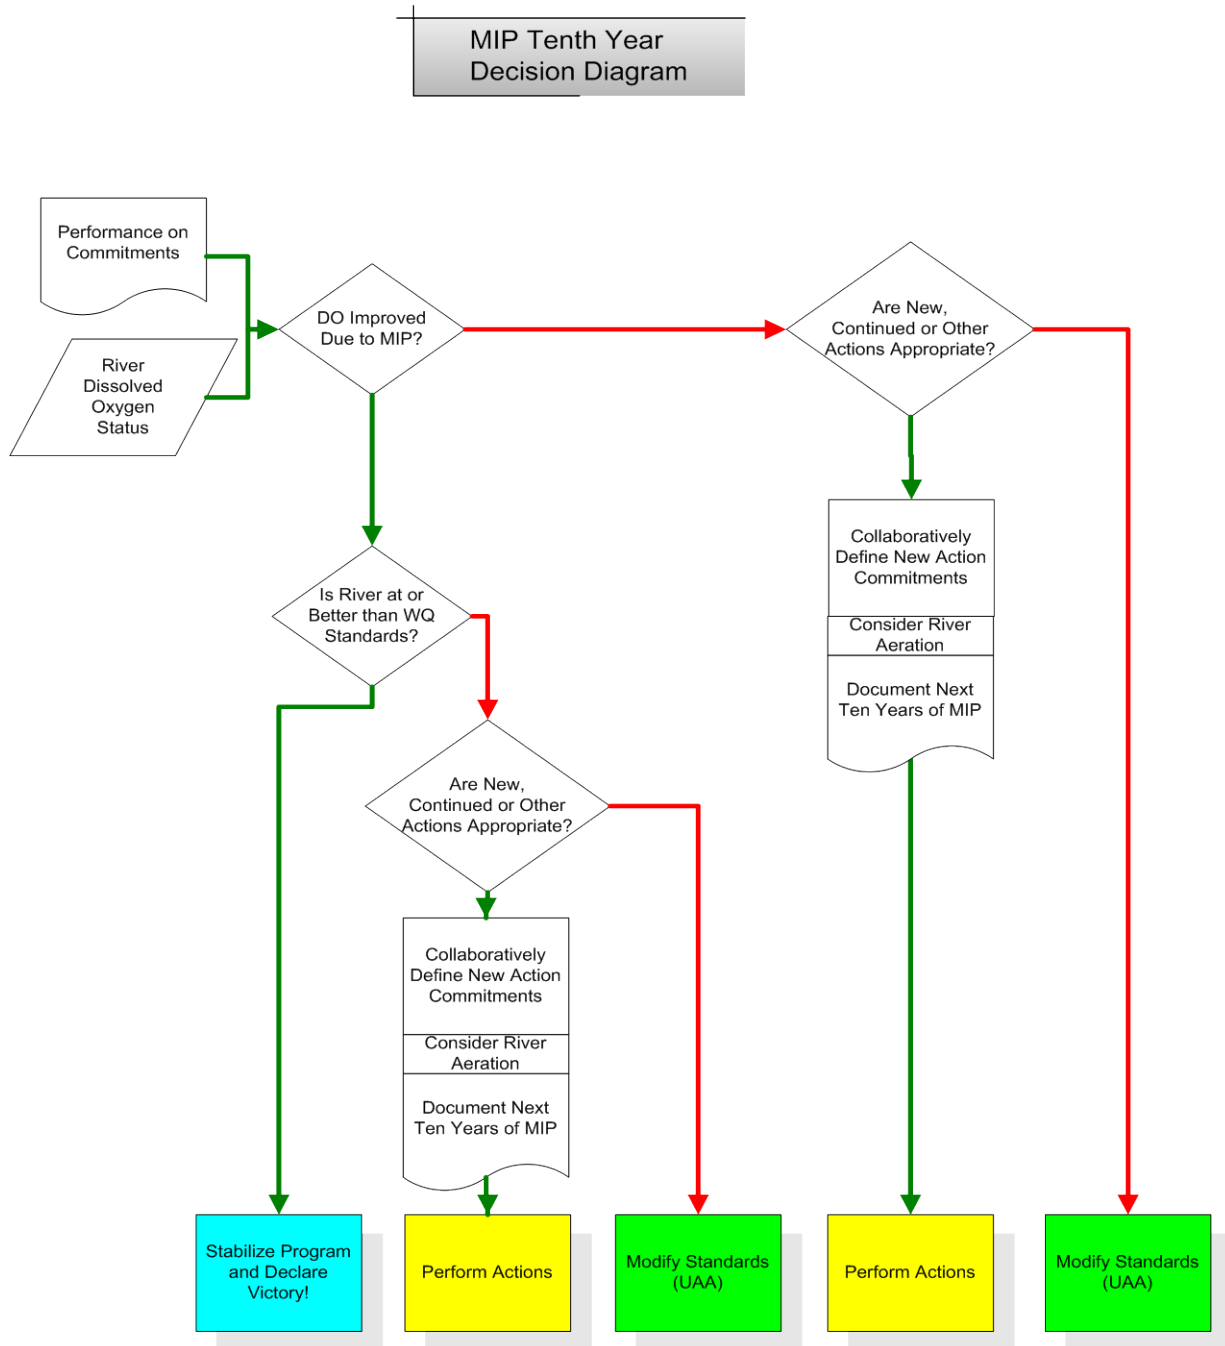 MIP Tenth Year
Decision Diagram
Performance on
Commitments
River
Dissolved
Oxygen
Status
DO Improved
Due to MIP?
Are New,
Continued or Other
Actions Appropriate?
Is River at or
Better than WQ
Standards?
Collaboratively
Define New Action
Commitments
Consider River
Aeration
Document Next
Ten Years of MIP
Are New,
Continued or Other
Actions Appropriate?
Collaboratively
Define New Action
Commitments
Consider River
Aeration
Document Next
Ten Years of MIP
Stabilize Program
and Declare
Victory!
Perform Actions
Modify Standards
(UAA)
Perform Actions
Modify Standards
(UAA)